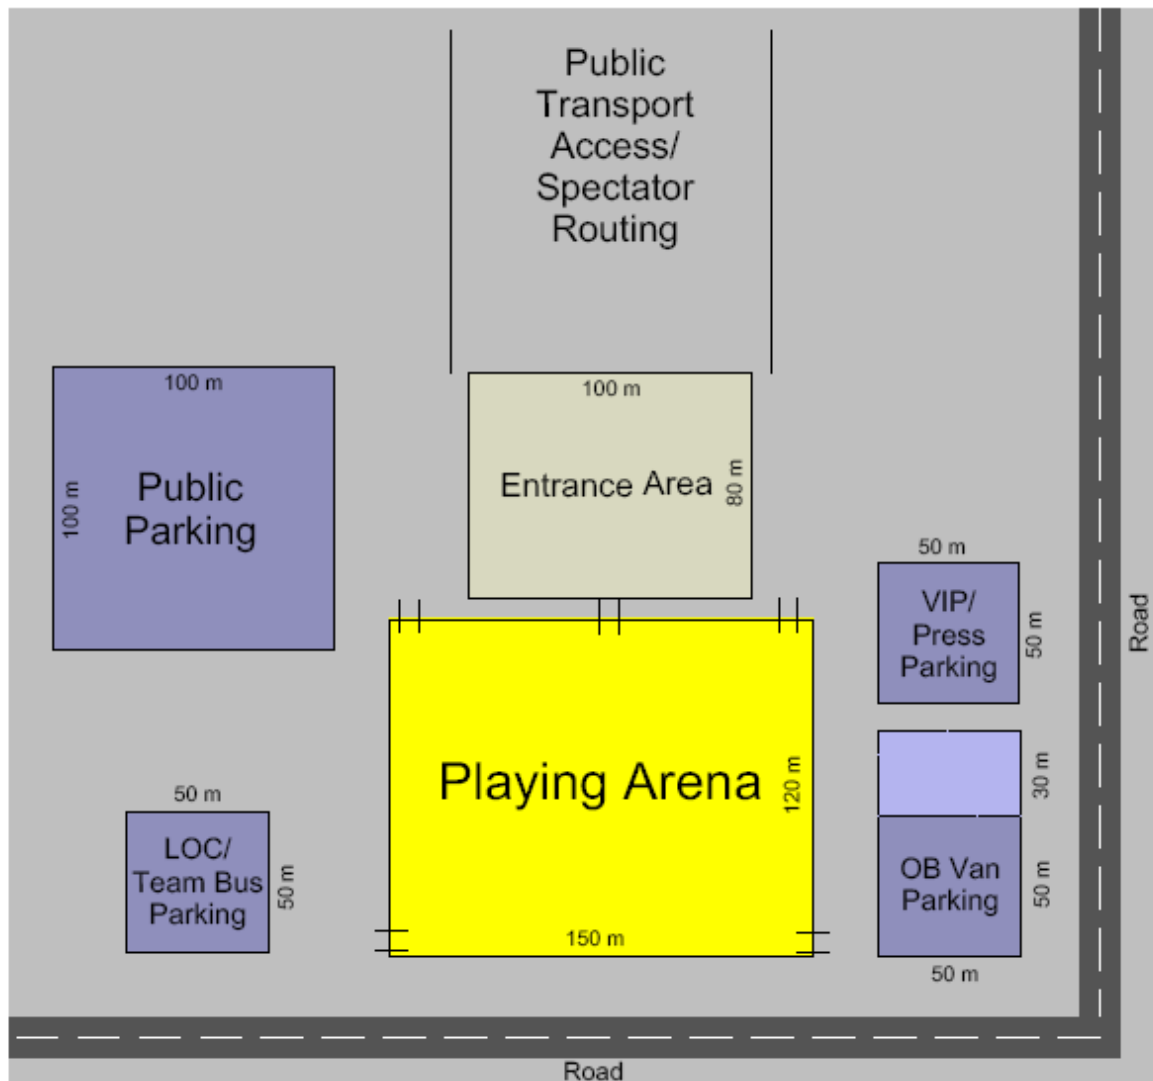 Public
Transport
Access/
Spectator
Routing
100 m
Public
Parking
100 m
100 m
Entrance Area
80 m
50 m
VIP/
Press
Parking
50 m
Road
Playing Arena
120 m
150 m
30 m
OB Van
Parking
50 m
50 m
50 m
LOC/
Team Bus
Parking
50 m
Road